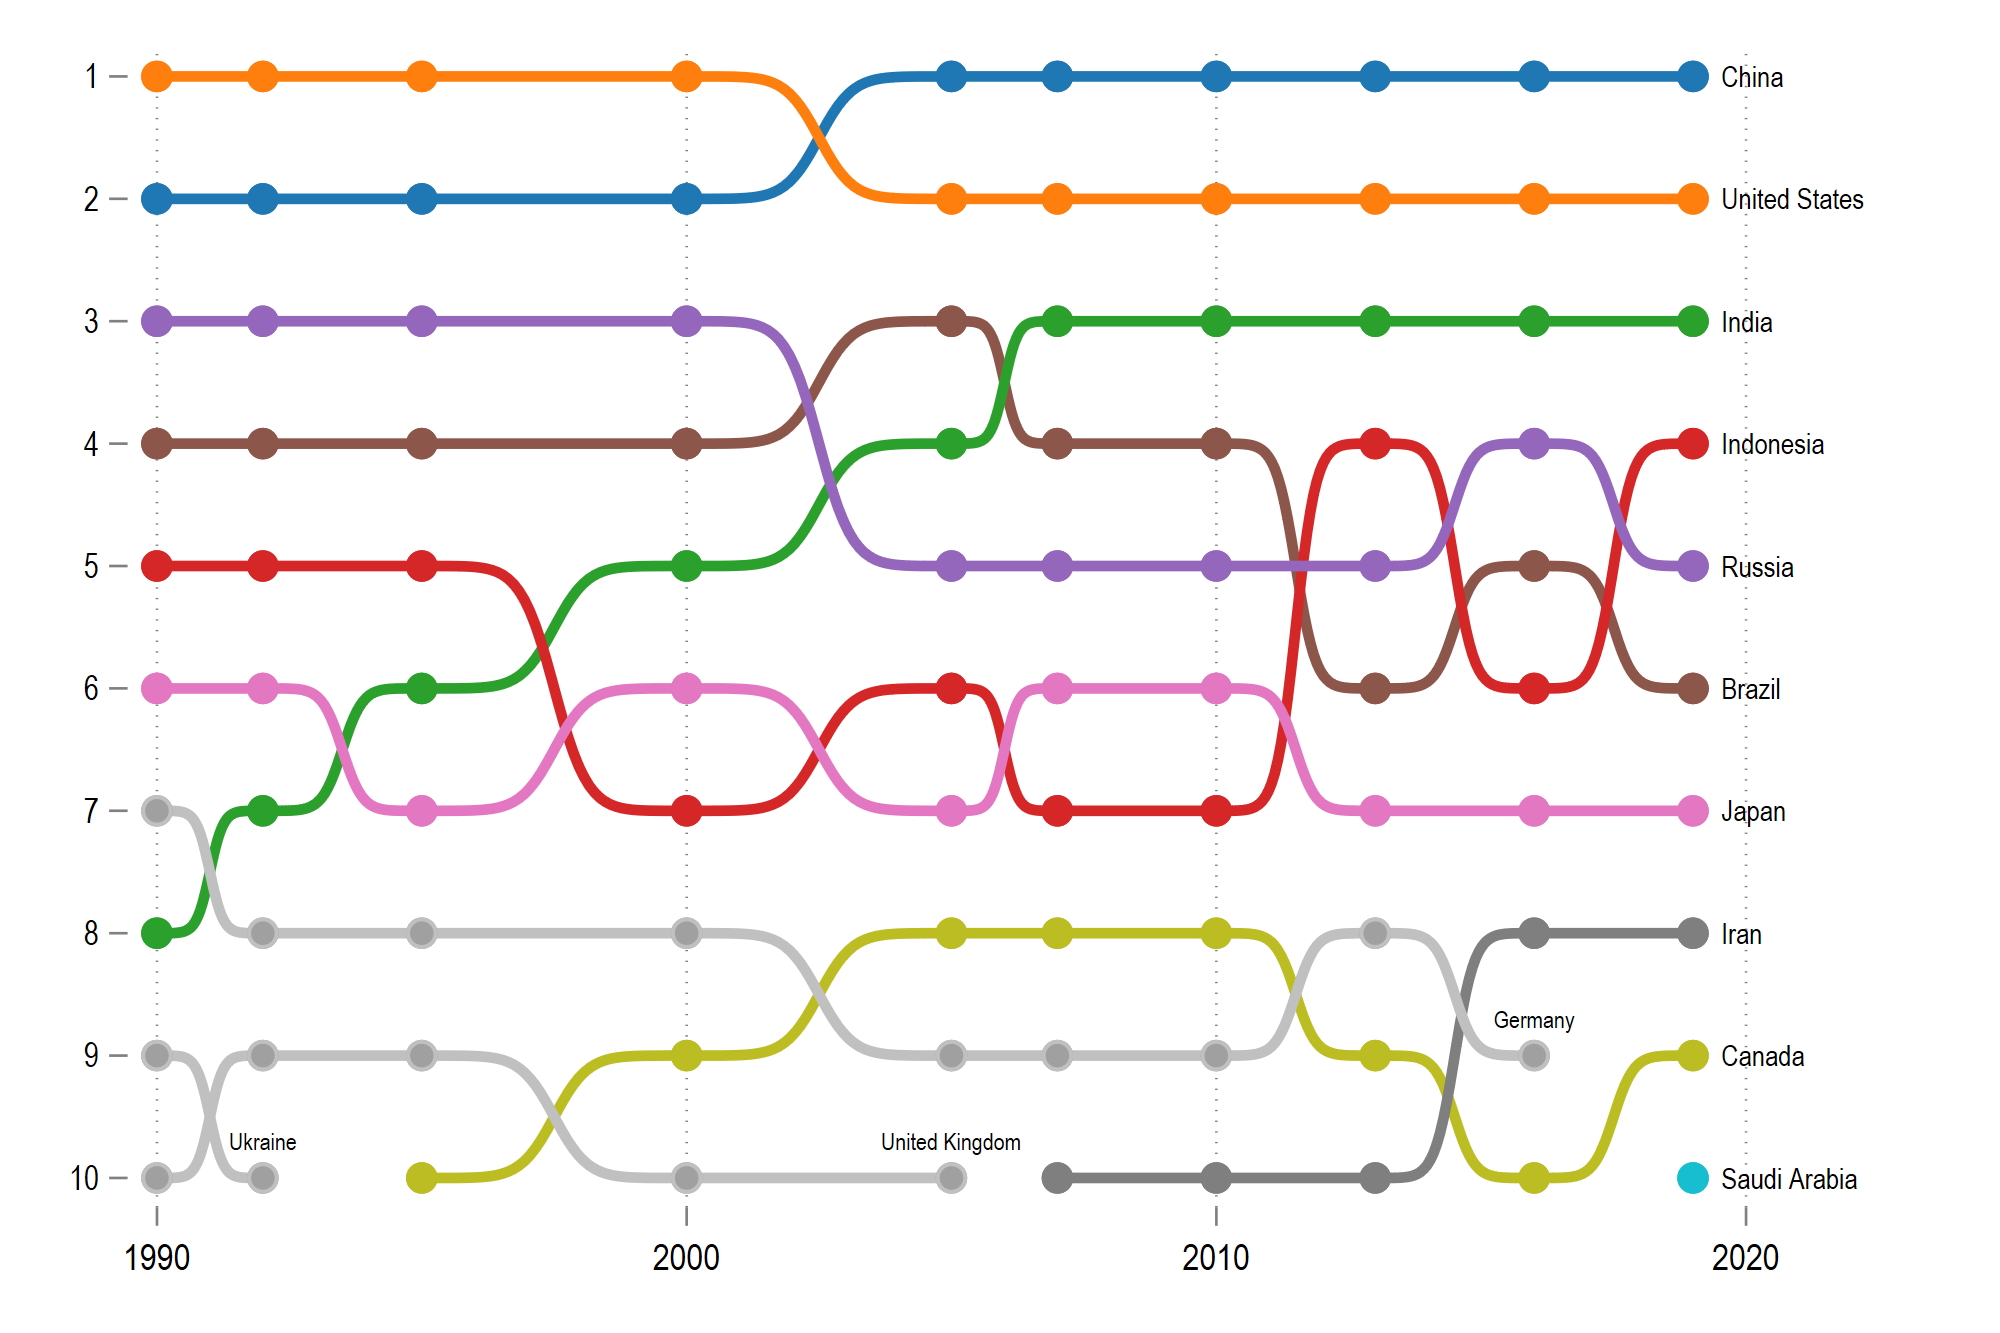 1
China
2
United States
3
India
4
Indonesia
5
Russia
6
Brazil
7
Japan
8
Iran
Germany
9
Canada
Ukraine
United Kingdom
10
Saudi Arabia
1990
2000
2010
2020